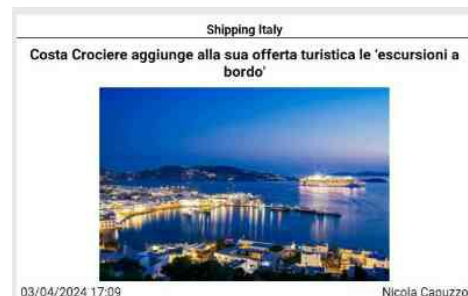 Shipping Italy
Costa Crociere aggiunge alla sua offerta turistica le 'escursioni a
bordo'
03/04/2024 17:09 Nicola Capuzzo